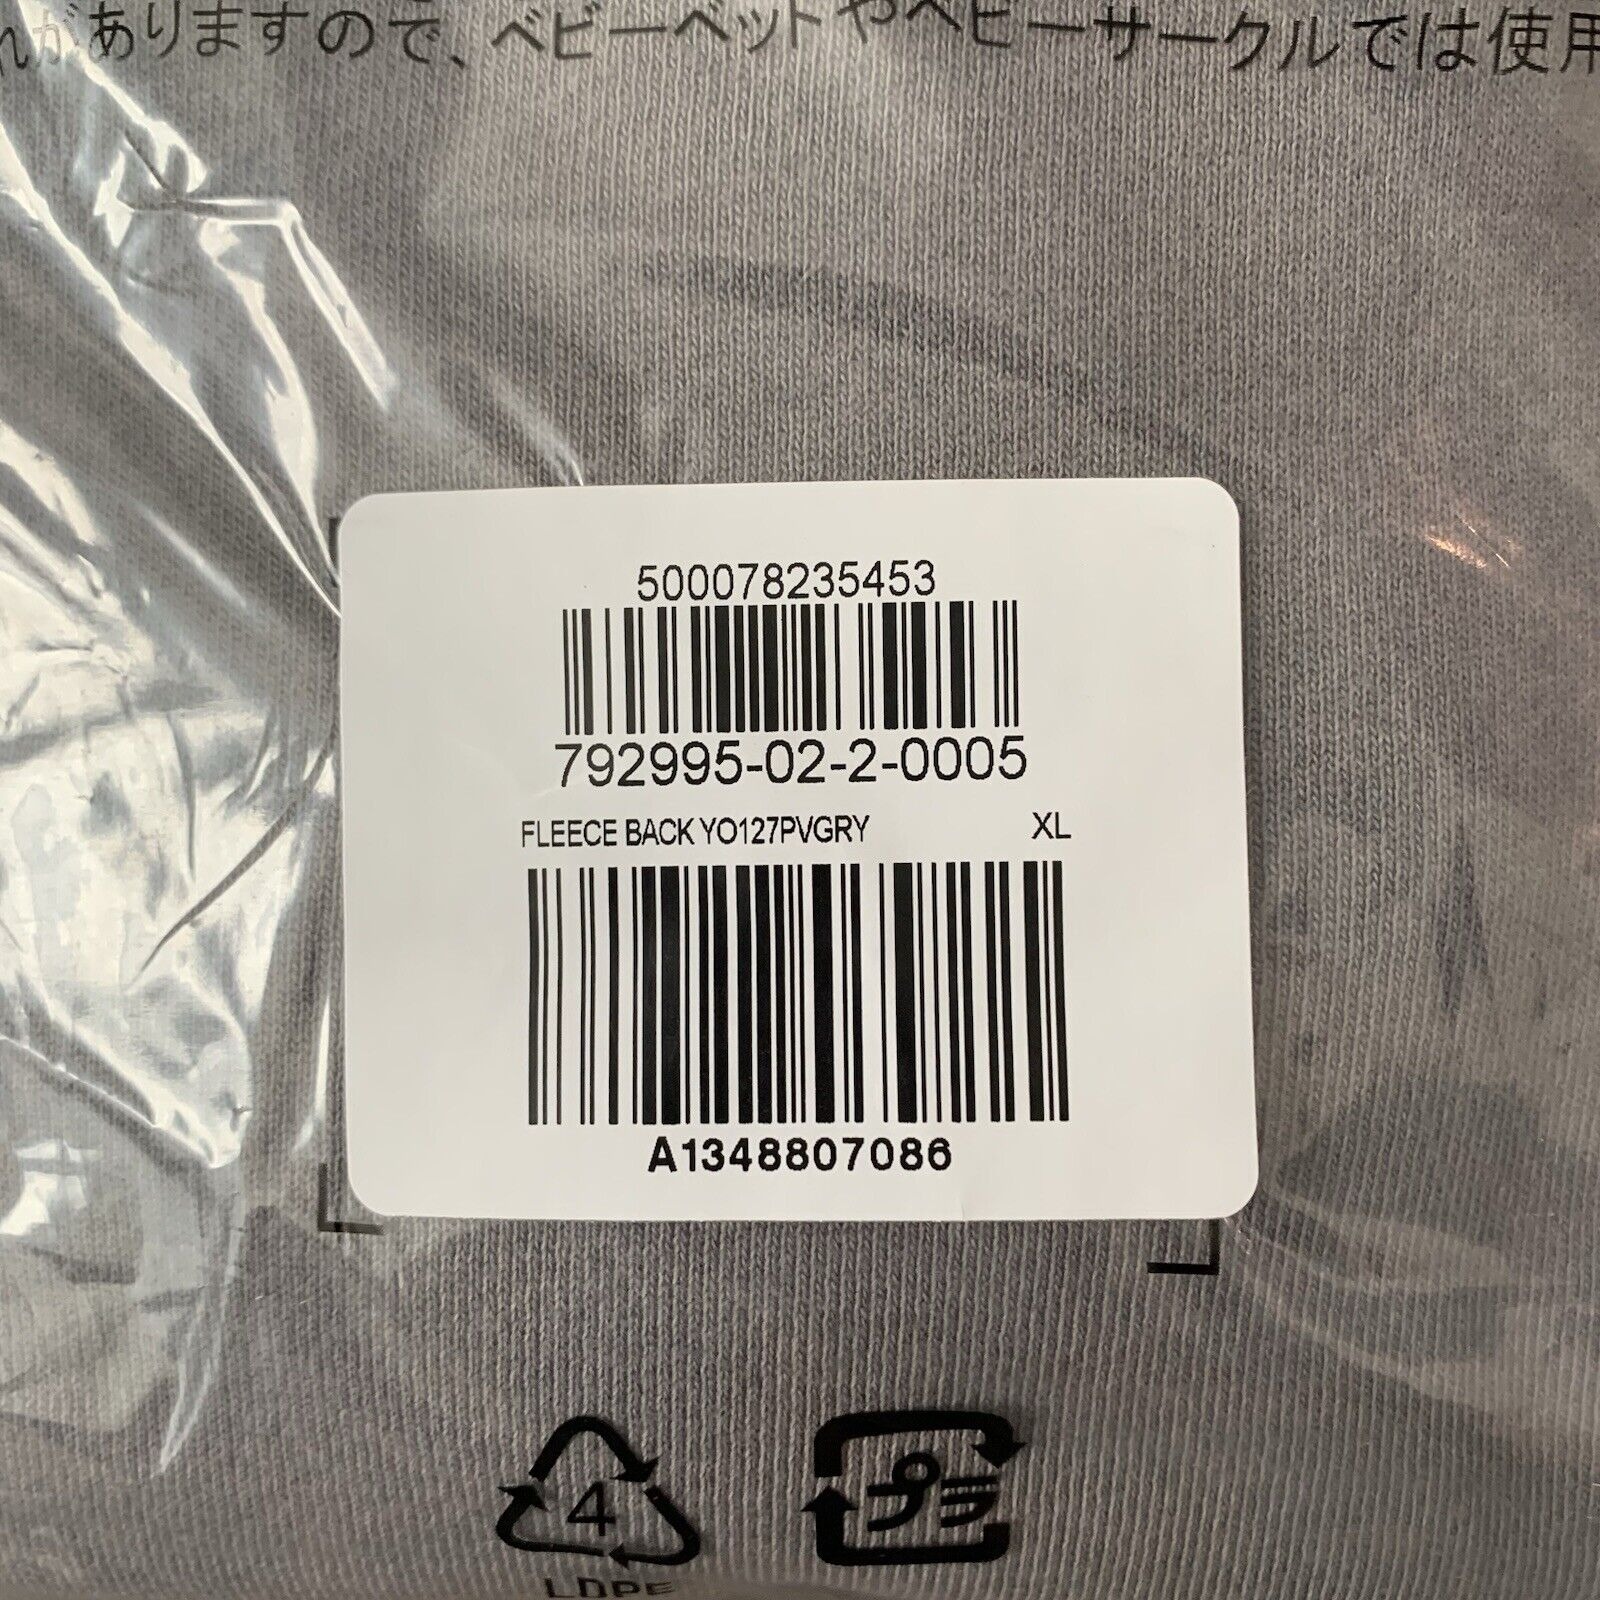 れがありますので、ベビーベットやベビーサークルでは使用
500078235453
792995-02-2-0005
FLEECE BACK YO127PVGRY XL
A1348807086
4 プラ
LDPE